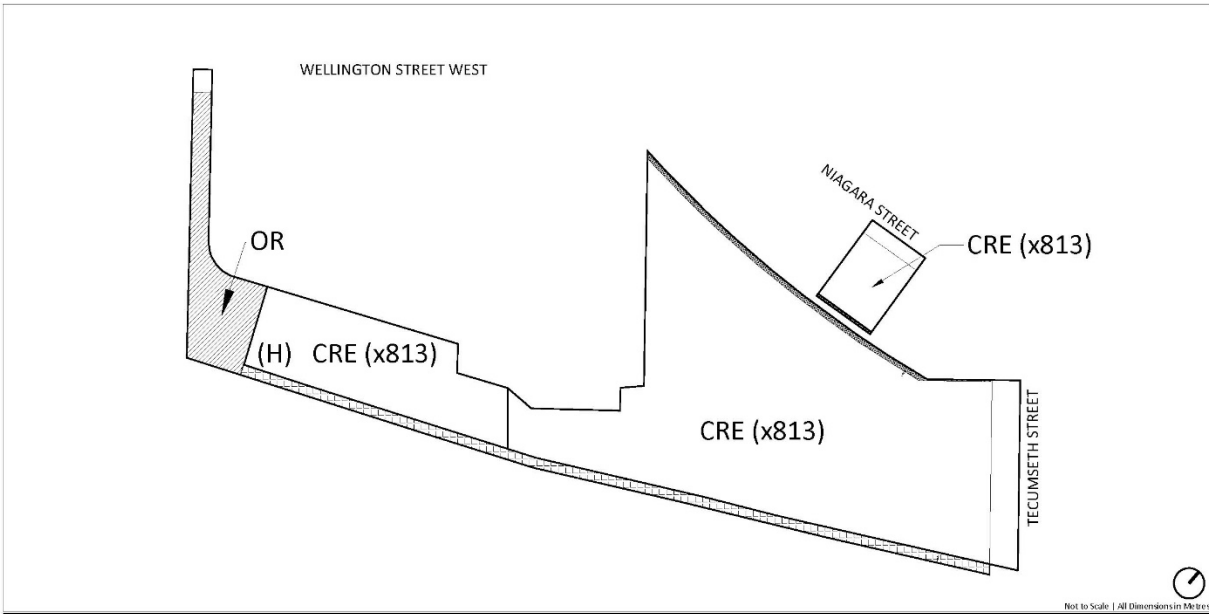 WELLINGTON STREET WEST
NIAGARA STREET
OR
CRE (x813)
(H) CRE (x813)
CRE (x813)
TECUMSETH STREET
Not to Scale | All Dimensions in Metres